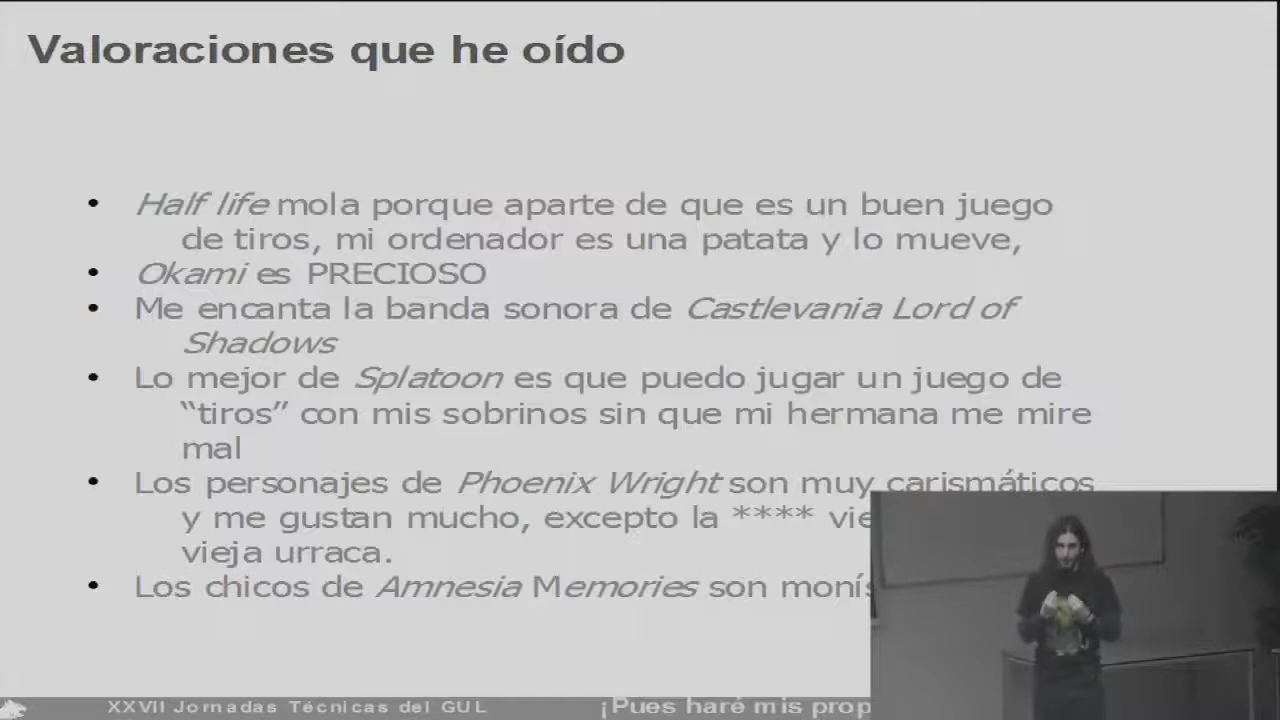 Valoraciones que he oído
• Half life mola porque aparte de que es un buen juego
de tiros, mi ordenador es una patata y lo mueve,
• Okami es PRECIOSO
• Me encanta la banda sonora de Castlevania Lord of
Shadows
• Lo mejor de Splatoon es que puedo jugar un juego de
“tiros” con mis sobrinos sin que mi hermana me mire
mal
• Los personajes de Phoenix Wright son muy carismáticos
y me gustan mucho, excepto la **** vie
vieja urraca.
• Los chicos de Amnesia Memories son monís
XXVII Jornadas Técnicas del GUL ¡Pues haré mis prop